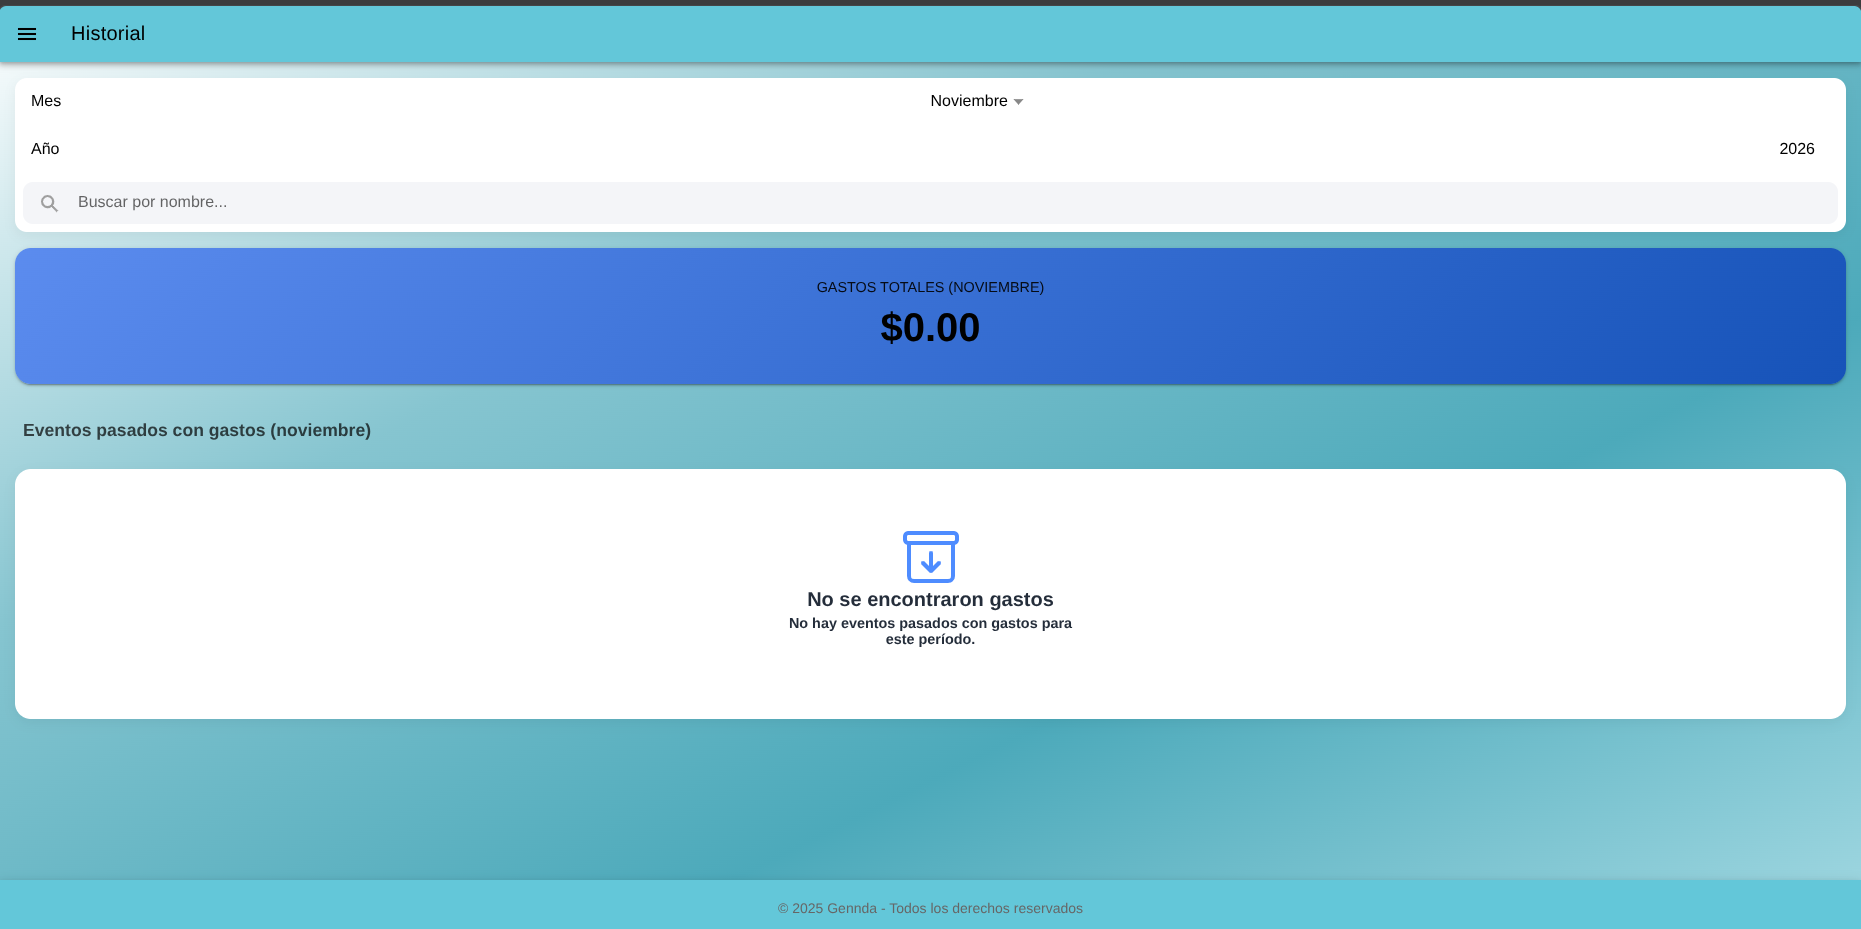 Historial
Mes
Noviembre
Año
2026
Buscar por nombre...
GASTOS TOTALES (NOVIEMBRE)
$0.00
Eventos pasados con gastos (noviembre)
No se encontraron gastos
No hay eventos pasados con gastos para
este período.
© 2025 Gennda - Todos los derechos reservados